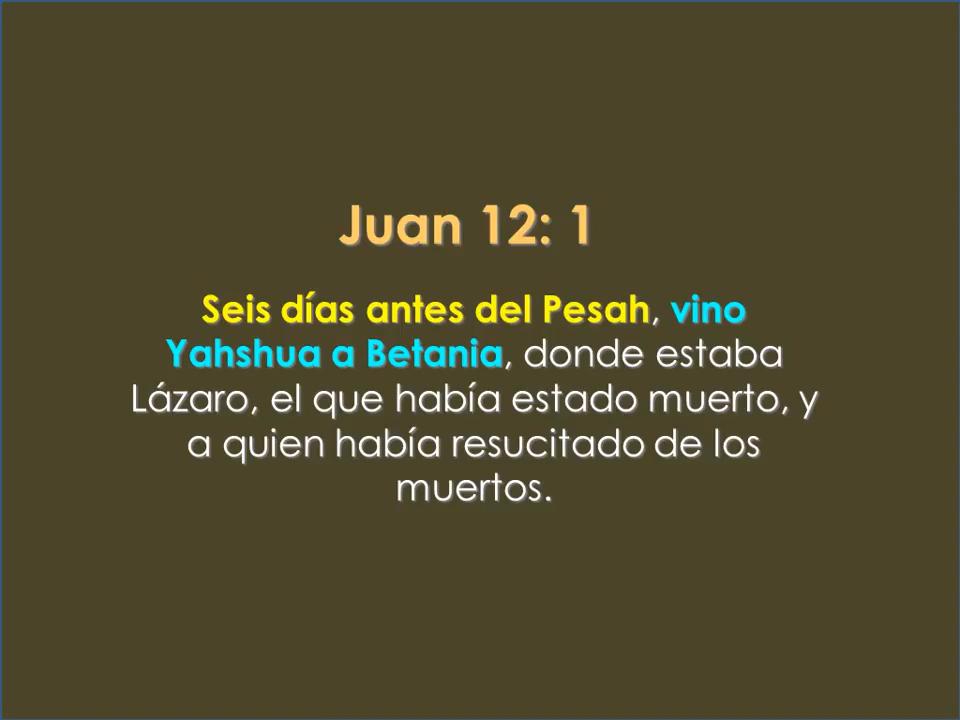 Juan 12: 1
Seis días antes del Pesah, vino
Yahshua a Betania, donde estaba
Lázaro, el que había estado muerto, y
a quien había resucitado de los
muertos.